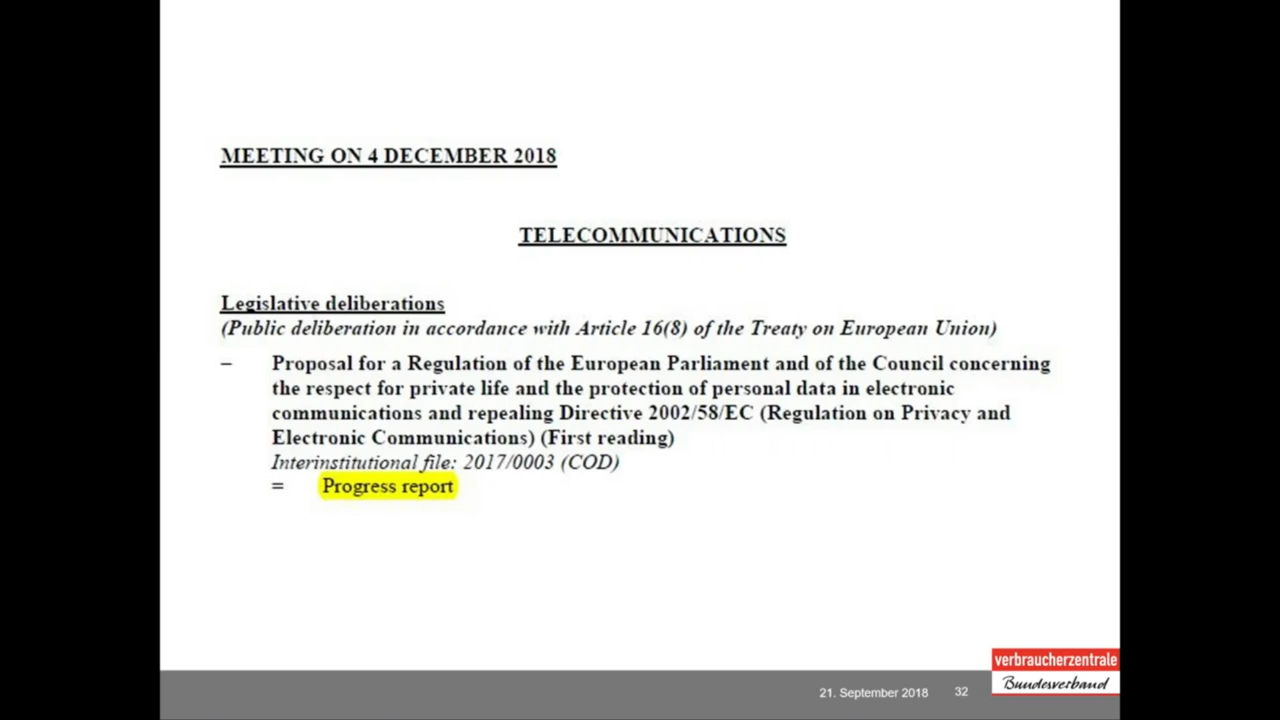 MEETING ON 4 DECEMBER 2018
TELECOMMUNICATIONS
Legislative deliberations
(Public deliberation in accordance with Article 16(8) of the Treaty on European Union)
– Proposal for a Regulation of the European Parliament and of the Council concerning
the respect for private life and the protection of personal data in electronic
communications and repealing Directive 2002/58/EC (Regulation on Privacy and
Electronic Communications) (First reading)
Interinstitutional file: 2017/0003 (COD)
= Progress report
verbraucherzentrale
Bundesverband
21. September 2018 32